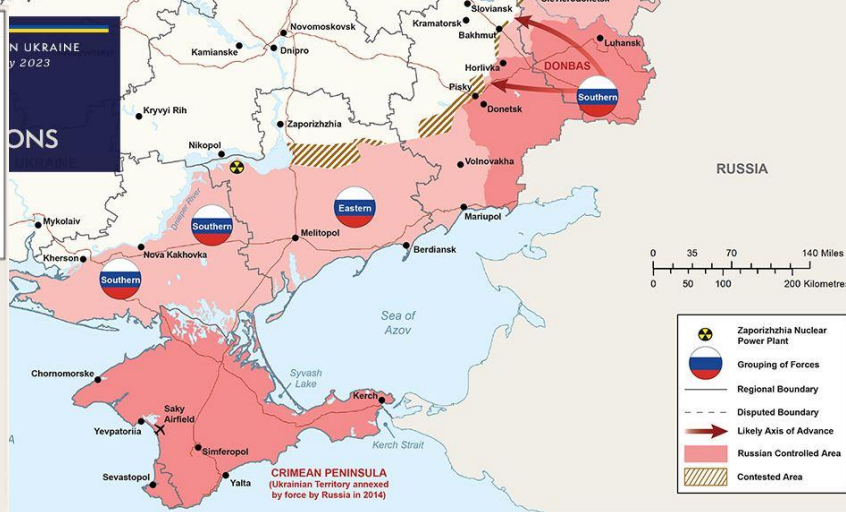 Sloviansk
Kramatorsk
Novomoskovsk
Bakhmut
N UKRAINE
Kamianske
Dnipro
Luhansk
Y 2023
Horlivka
DONBAS
Pisky
Southern
Donetsk
Kryvyi Rih
Zaporizhzhia
ONS
Nikopol
UKRAINE
Volnovakha
RUSSIA
Dnieper River
Eastern
Mariupol
Mykolaiv
Southern
Melitopol
Berdiansk
Kherson
Nova Kakhovka
0 35 70 140 Miles
0 50 100 200 Kilometres
Southern
Sea of
Azov
Zaporizhzhia Nuclear
Power Plant
Grouping of Forces
Chornomorske
Syvash
Lake
Regional Boundary
Kerch
Disputed Boundary
Saky
Airfield
Yevpatoriia
Likely Axis of Advance
Kerch Strait
Simferopol
Russian Controlled Area
CRIMEAN PENINSULA
(Ukrainian Territory annexed
by force by Russia in 2014)
Sevastopol
Yalta
Contested Area